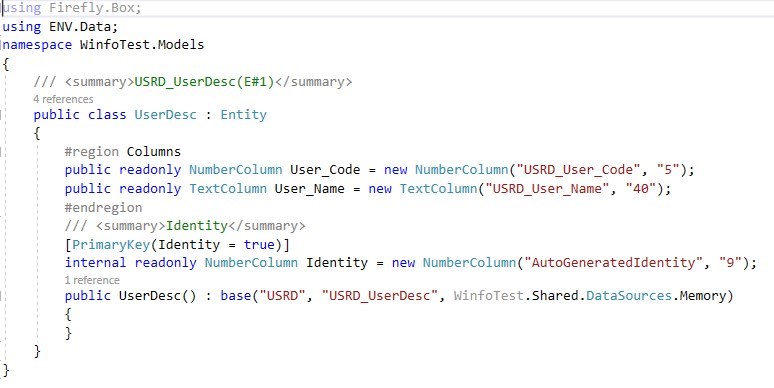 using Firefly.Box;
using ENV.Data;
namespace WinfoTest.Models
{
/// <summary>USRD_UserDesc(E#1)</summary>
4 references
public class UserDesc : Entity
{
#region Columns
public readonly NumberColumn User_Code = new NumberColumn("USRD_User_Code", "5");
public readonly TextColumn User_Name = new TextColumn("USRD_User_Name", "40");
#endregion
/// <summary>Identity</summary>
[PrimaryKey(Identity = true)]
internal readonly NumberColumn Identity = new NumberColumn("AutoGeneratedIdentity", "9");
1 reference
public UserDesc() : base("USRD", "USRD_UserDesc", WinfoTest.Shared.DataSources.Memory)
{
}
}
}